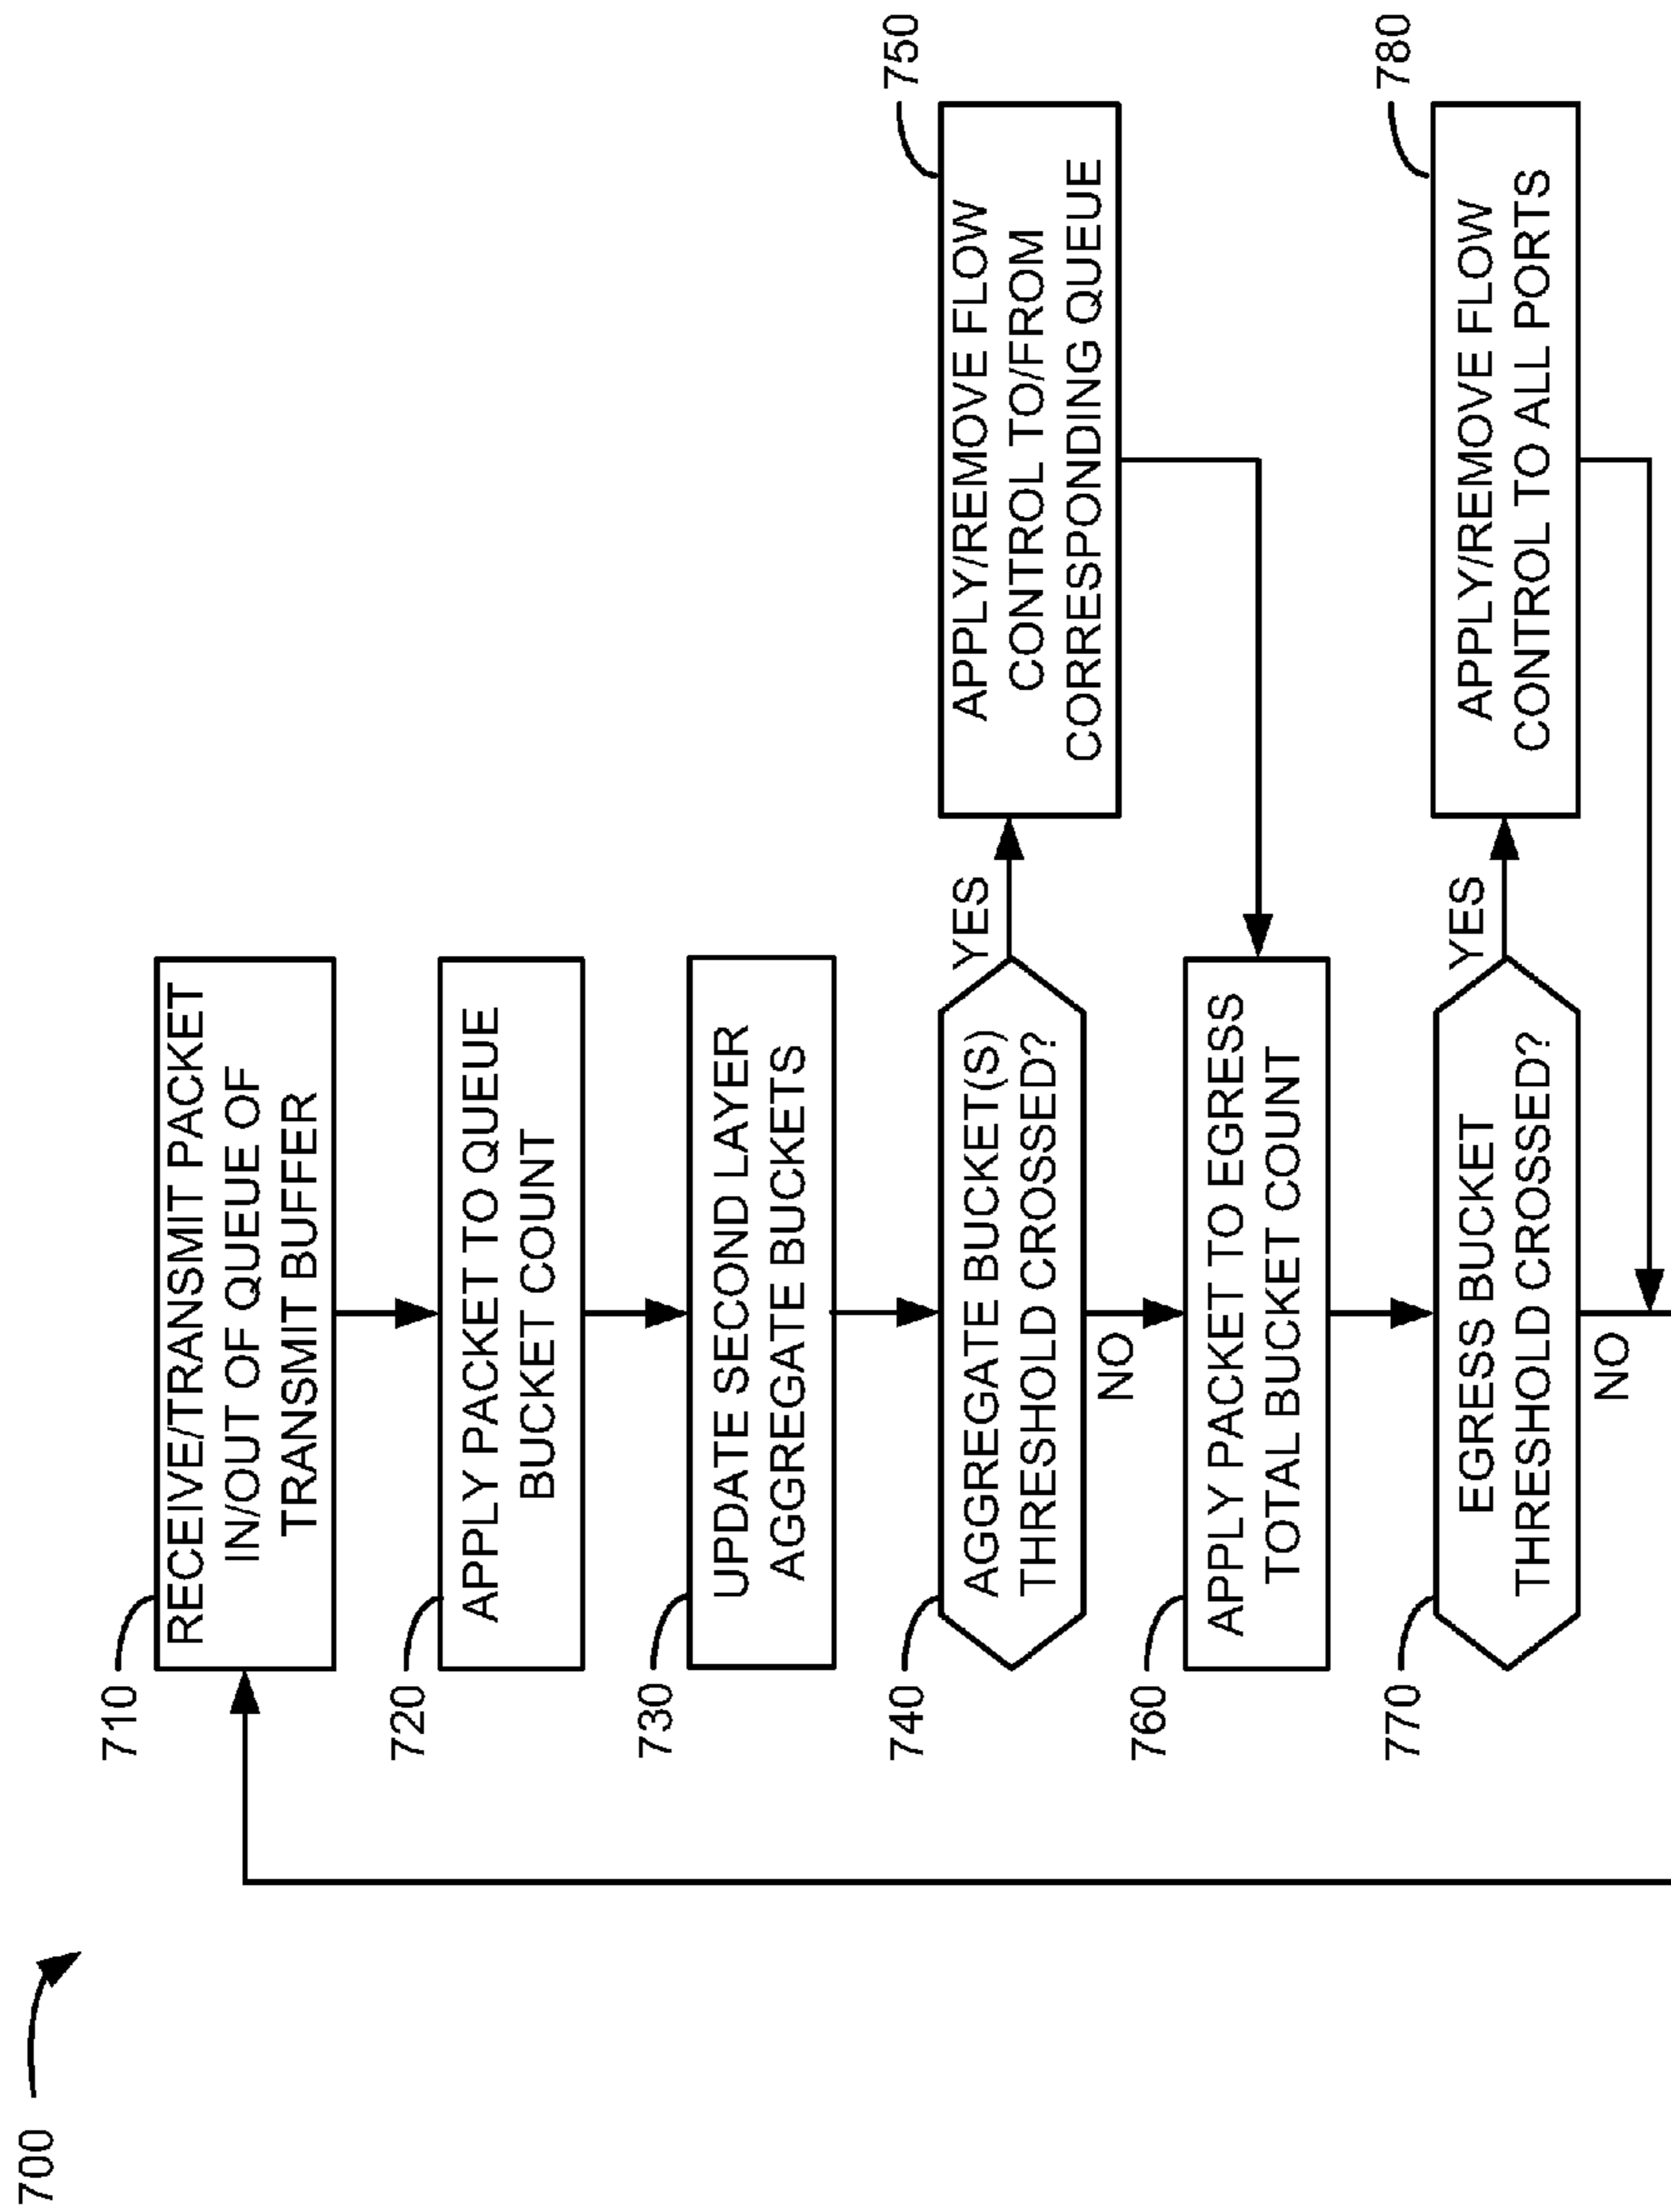 700
710
RECEIVE/TRANSMIT PACKET
IN/OUT OF QUEUE OF
TRANSMIT BUFFER
720
APPLY PACKET TO QUEUE
BUCKET COUNT
730
UPDATE SECOND LAYER
AGGREGATE BUCKETS
740
AGGREGATE BUCKET(S)
THRESHOLD CROSSED?
YES
NO
750
APPLY/REMOVE FLOW
CONTROL TO/FROM
CORRESPONDING QUEUE
760
APPLY PACKET TO EGRESS
TOTAL BUCKET COUNT
770
EGRESS BUCKET
THRESHOLD CROSSED?
YES
NO
780
APPLY/REMOVE FLOW
CONTROL TO ALL PORTS